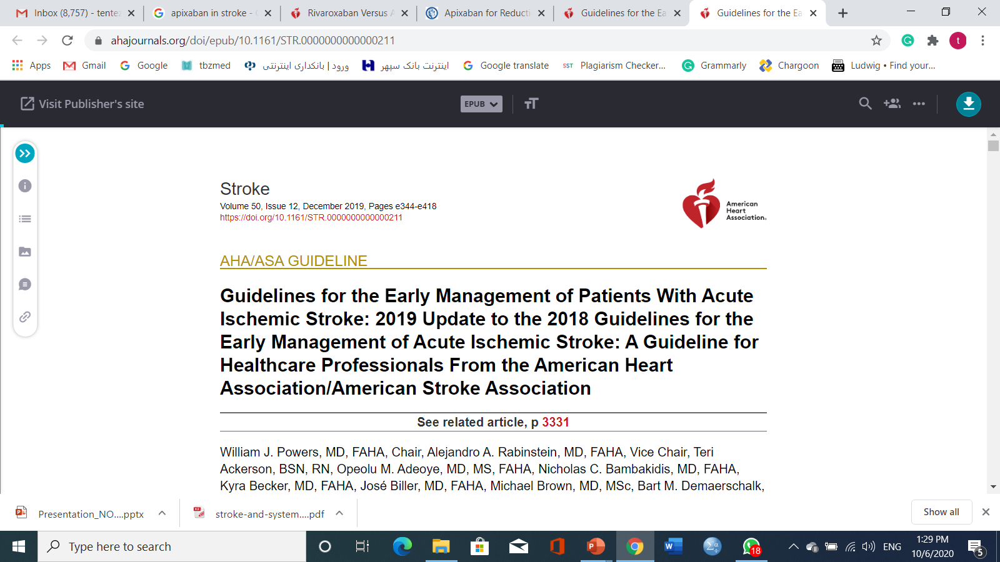 Inbox (8,757) - tente
apixaban in stroke -
Rivaroxaban Versus
Apixaban for Reducti
Guidelines for the Ea
Guidelines for the Ea
ahajournals.org/doi/epub/10.1161/STR.0000000000000211
t
Apps
Gmail
Google
tbzmed
ورود | بانکداری اینترنتی
اینترنت بانک سپهر
Google translate
SST Plagiarism Checker...
Grammarly
Chargoon
Ludwig • Find your...
Visit Publisher's site
EPUB
TT
Stroke
Volume 50, Issue 12, December 2019, Pages e344-e418
https://doi.org/10.1161/STR.0000000000000211
American
Heart
Association.
AHA/ASA GUIDELINE
Guidelines for the Early Management of Patients With Acute
Ischemic Stroke: 2019 Update to the 2018 Guidelines for the
Early Management of Acute Ischemic Stroke: A Guideline for
Healthcare Professionals From the American Heart
Association/American Stroke Association
See related article, p 3331
William J. Powers, MD, FAHA, Chair, Alejandro A. Rabinstein, MD, FAHA, Vice Chair, Teri
Ackerson, BSN, RN, Opeolu M. Adeoye, MD, MS, FAHA, Nicholas C. Bambakidis, MD, FAHA,
Kyra Becker, MD, FAHA, José Biller, MD, FAHA, Michael Brown, MD, MSc, Bart M. Demaerschalk,
Presentation_NO....pptx
stroke-and-system....pdf
Show all
Type here to search
18
ENG
1:29 PM
10/6/2020
5